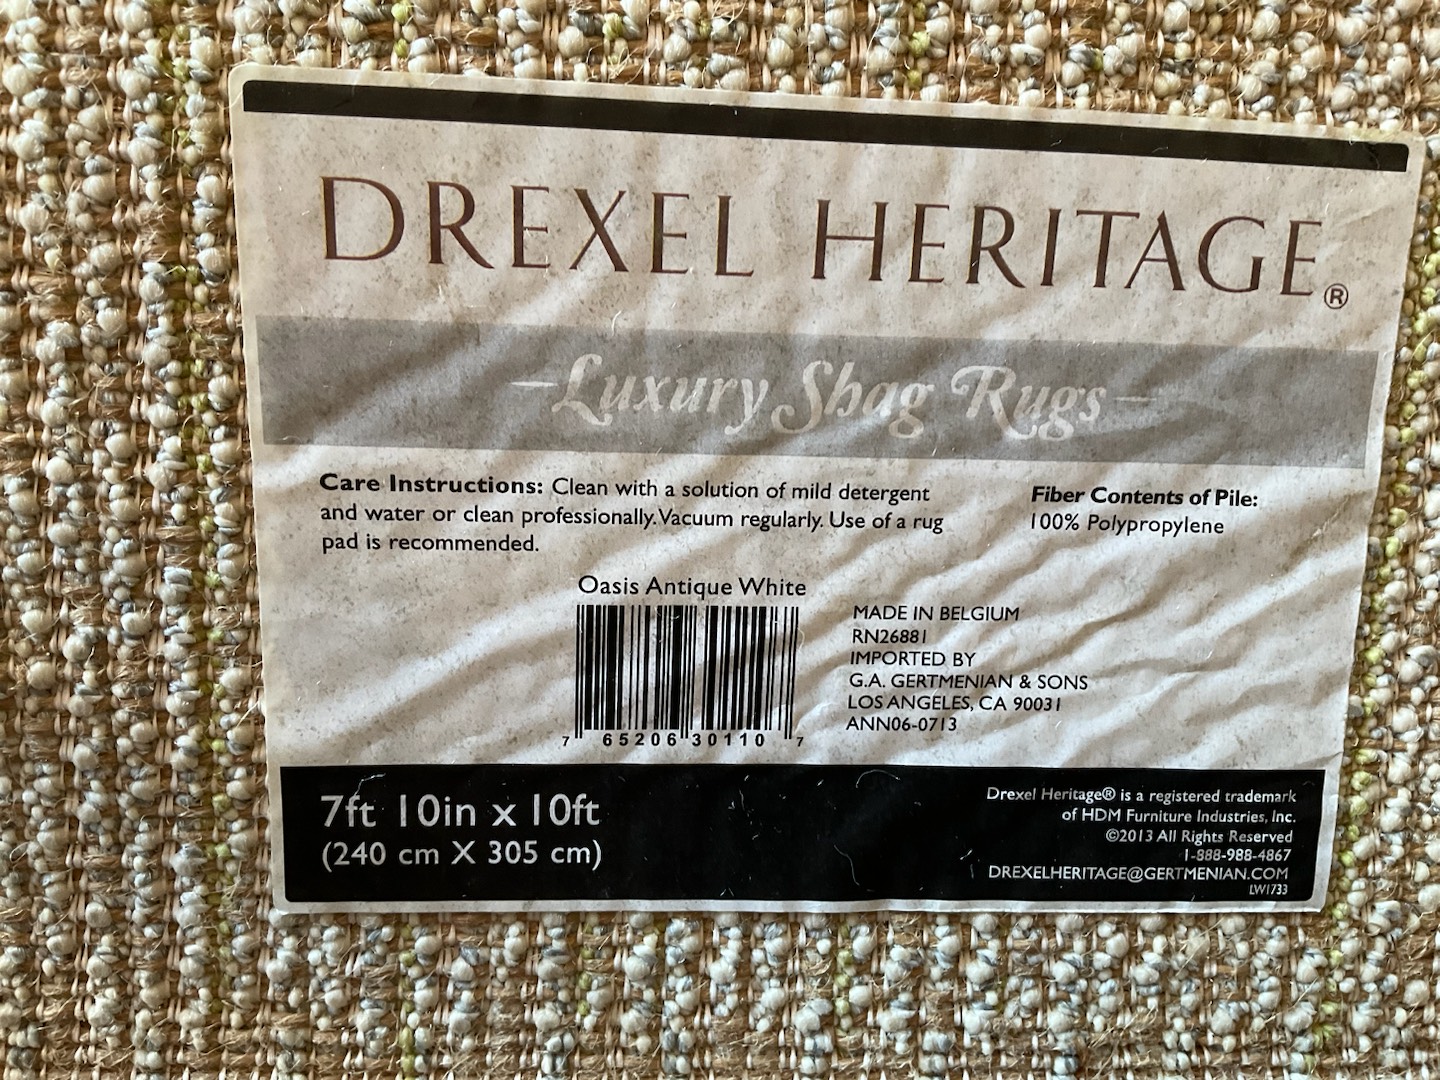 DREXEL HERITAGE®
Luxury Shag Rugs
Care Instructions: Clean with a solution of mild detergent
and water or clean professionally. Vacuum regularly. Use of a rug
pad is recommended.
Fiber Contents of Pile:
100% Polypropylene
Oasis Antique White
7 65206 30110 7
MADE IN BELGIUM
RN26881
IMPORTED BY
G.A. GERTMENIAN & SONS
LOS ANGELES, CA 90031
ANN06-0713
7ft 10in x 10ft
(240 cm X 305 cm)
Drexel Heritage® is a registered trademark
of HDM Furniture Industries, Inc.
©2013 All Rights Reserved
1-888-988-4867
DREXELHERITAGE@GERTMENIAN.COM
LW1733